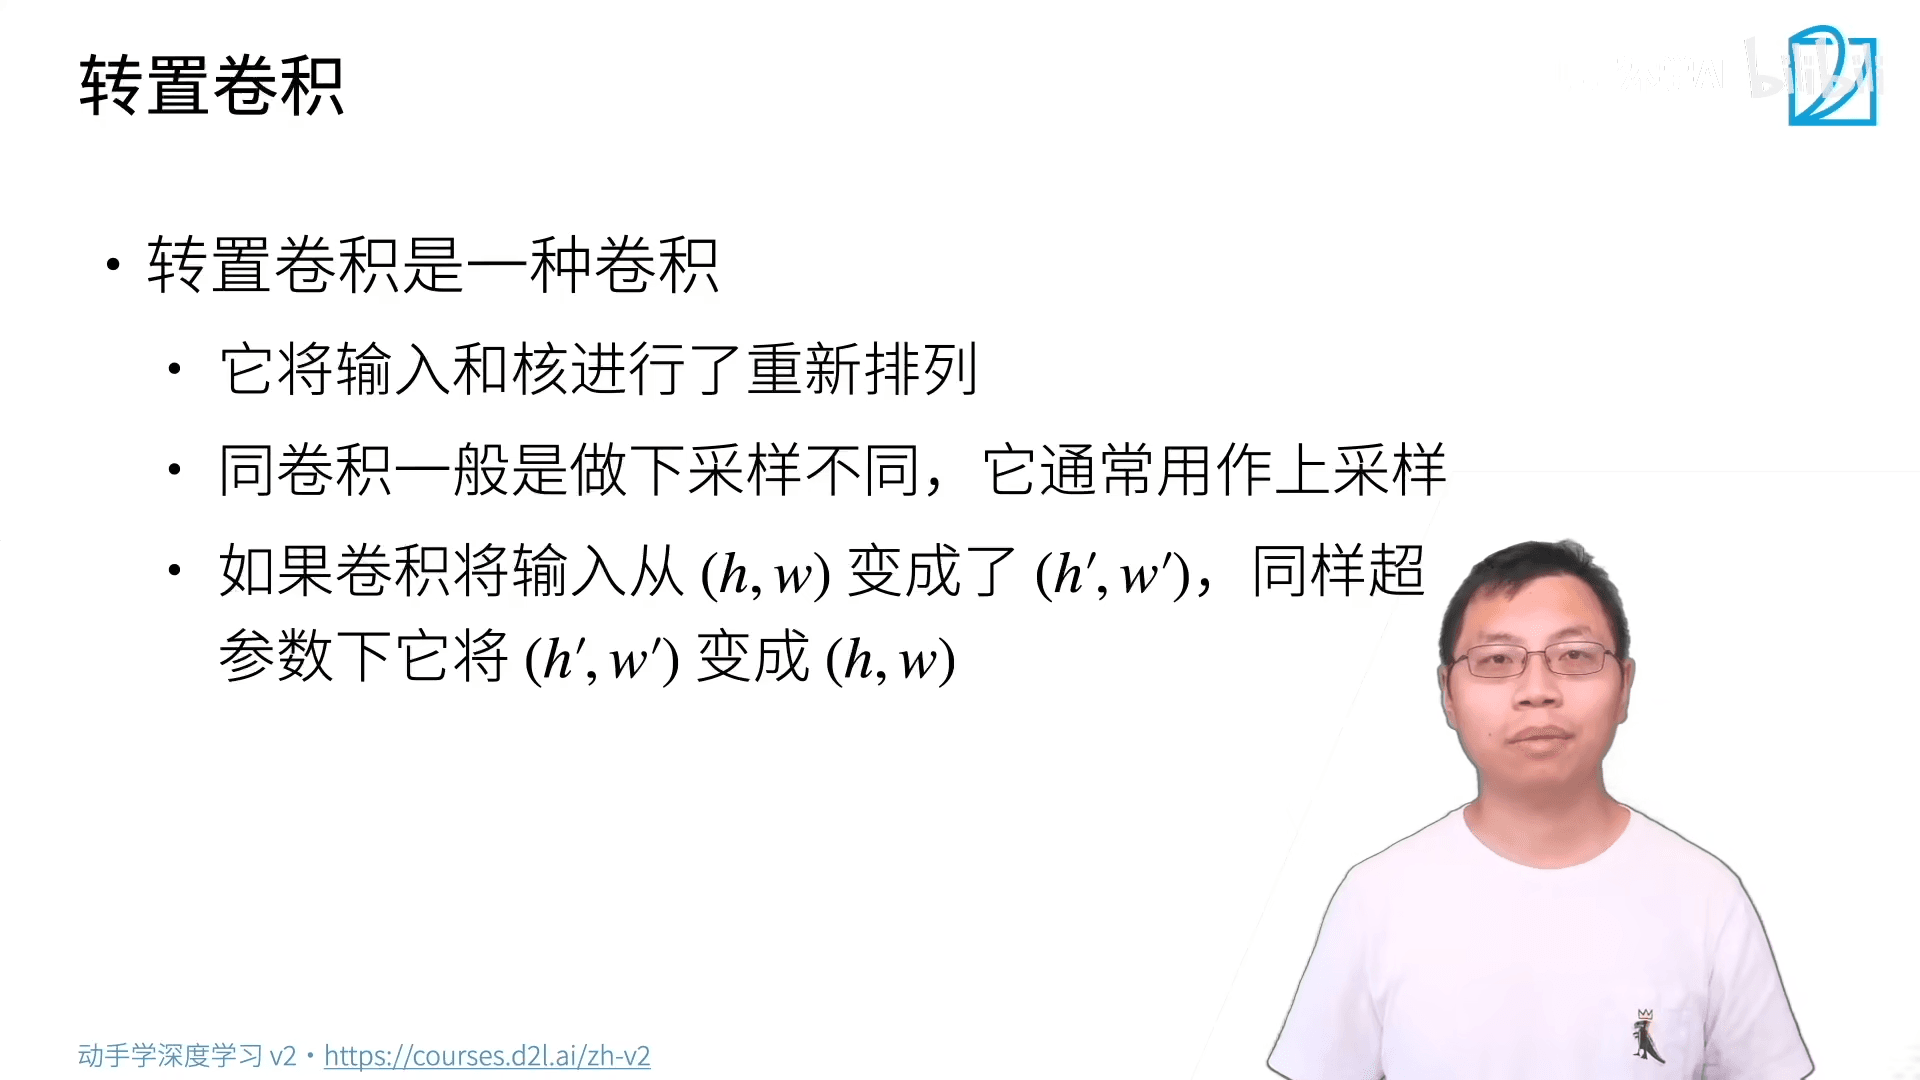 转置卷积
• 转置卷积是一种卷积
• 它将输入和核进行了重新排列
• 同卷积一般是做下采样不同，它通常用作上采样
• 如果卷积将输入从 (h, w) 变成了 (h′, w′)，同样超
参数下它将 (h′, w′) 变成 (h, w)
动手学深度学习 v2 • https://courses.d2l.ai/zh-v2
bilibili